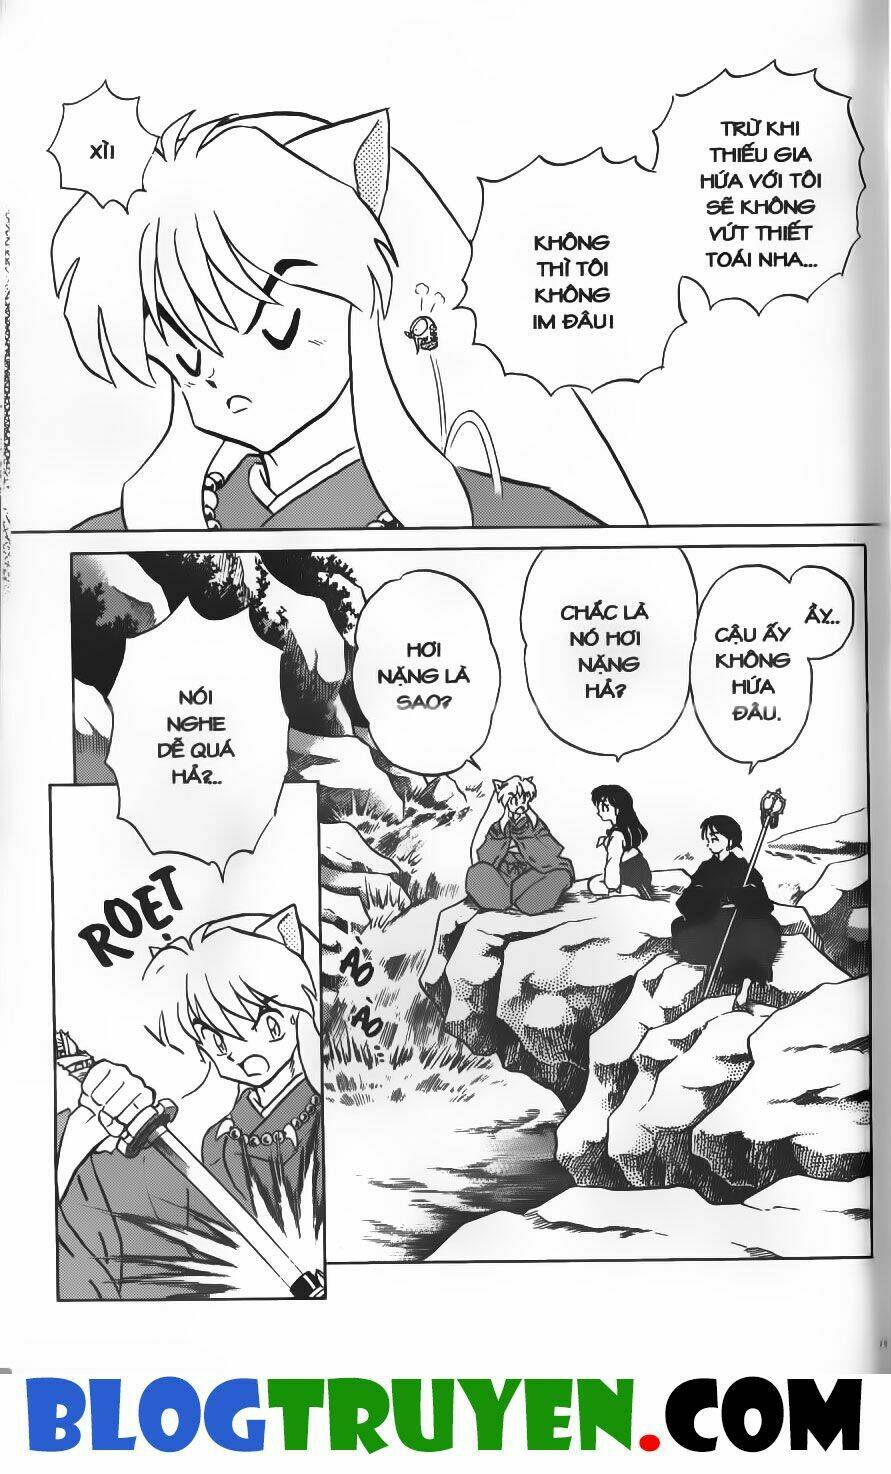 TRỪ KHI
THIẾU GIA
HỨA VỚI TÔI
SẼ KHÔNG
VỨT THIẾT
TOÁI NHA...
KHÔNG
THÌ TÔI
KHÔNG
IM ĐÂU!
XÌ!
ẦY...
CẬU ẤY
KHÔNG
HỨA
ĐÂU.
CHẮC LÀ
NÓ HƠI
NẶNG
HẢ?
HƠI
NẶNG LÀ
SAO?
ÀO
ÀO
NÓI
NGHE
DỄ QUÁ
HẢ?...
ROẸT
BLOGTRUYEN.COM